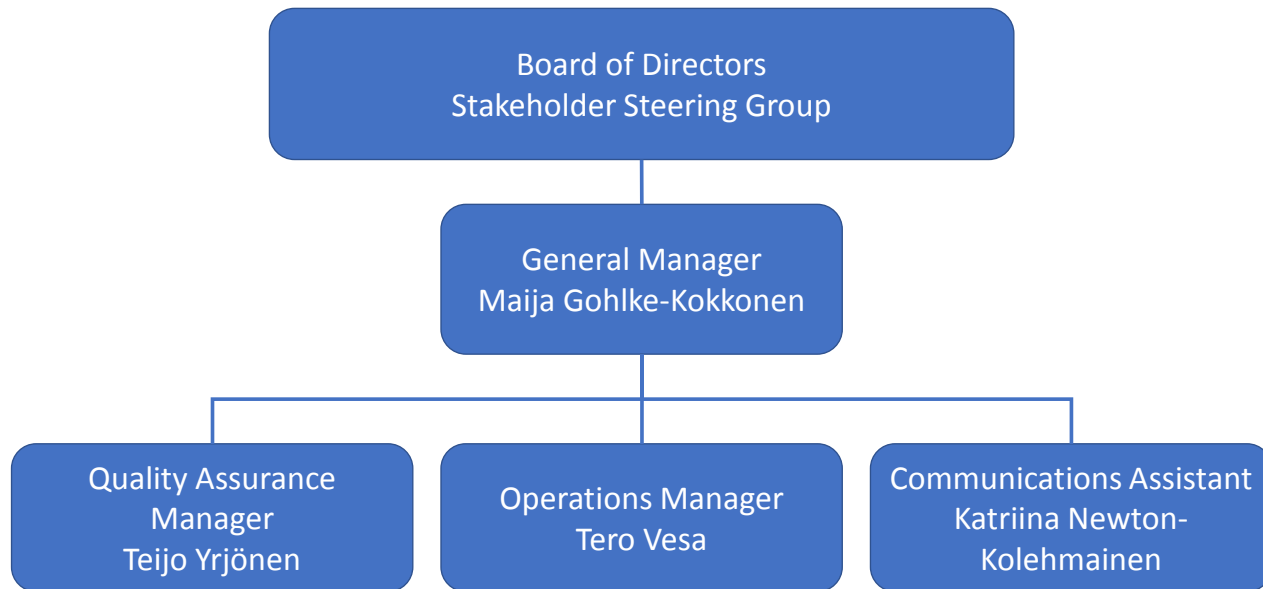 Board of Directors
Stakeholder Steering Group
General Manager
Maija Gohlke-Kokkonen
Quality Assurance
Manager
Teijo Yrjönen
Operations Manager
Tero Vesa
Communications Assistant
Katriina Newton-
Kolehmainen